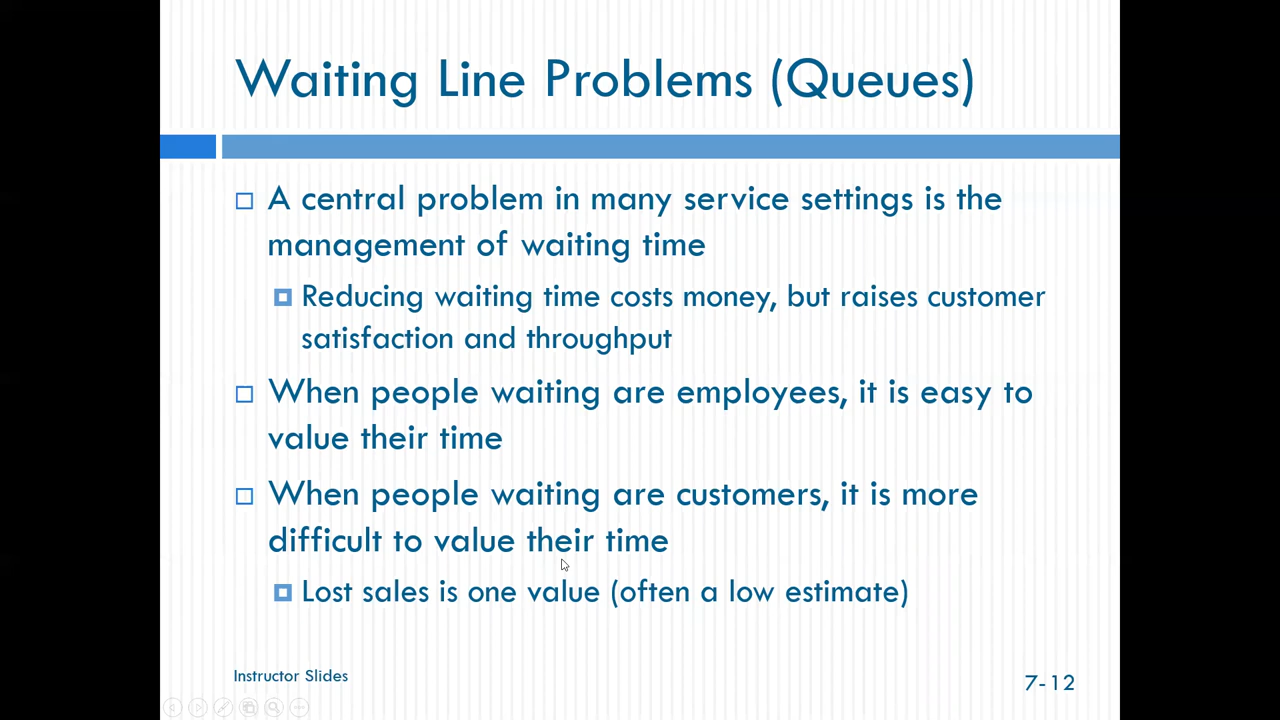 Waiting Line Problems (Queues)
A central problem in many service settings is the
management of waiting time
Reducing waiting time costs money, but raises customer
satisfaction and throughput
When people waiting are employees, it is easy to
value their time
When people waiting are customers, it is more
difficult to value their time
Lost sales is one value (often a low estimate)
Instructor Slides
7-12